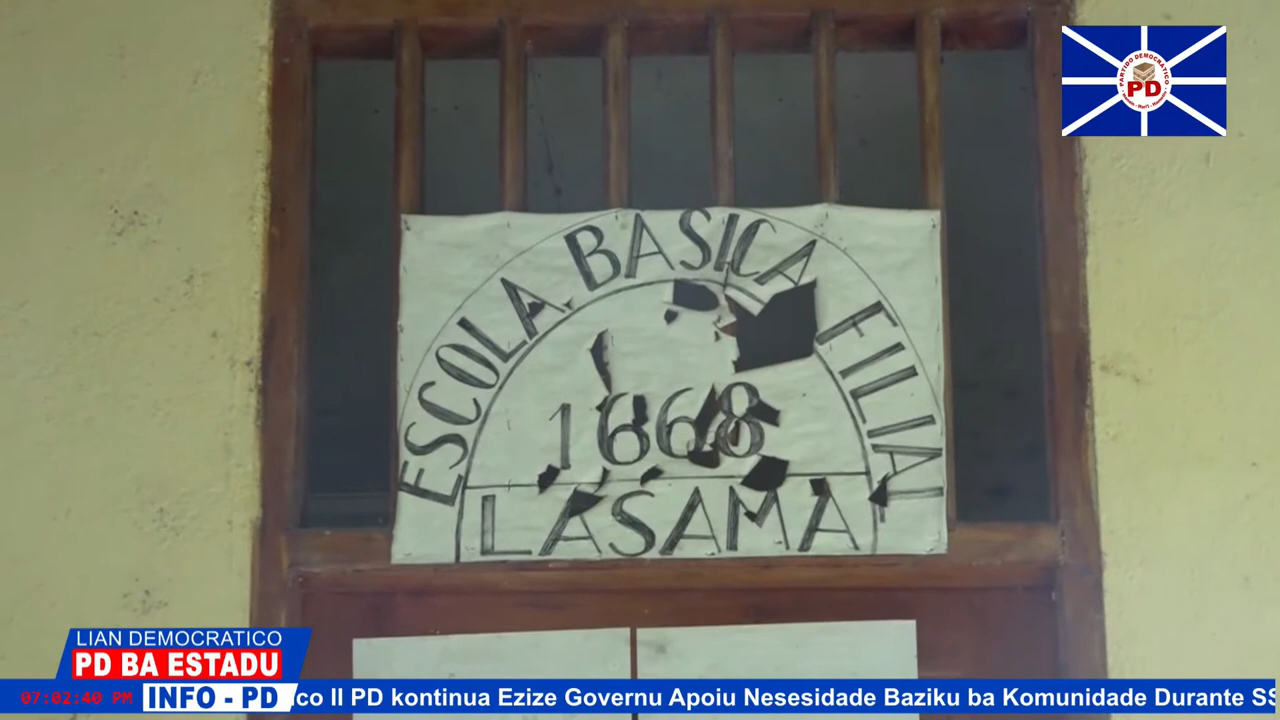 PARTIDO DEMOCRATICO
PD
ESCOLA. BASICA FILIAL
1668
LASAMA
LIAN DEMOCRATICO
PD BA ESTADU
07:02:40 PM
INFO - PD
co II PD kontinua Ezize Governu Apoiu Nesesidade Baziku ba Komunidade Durante SS